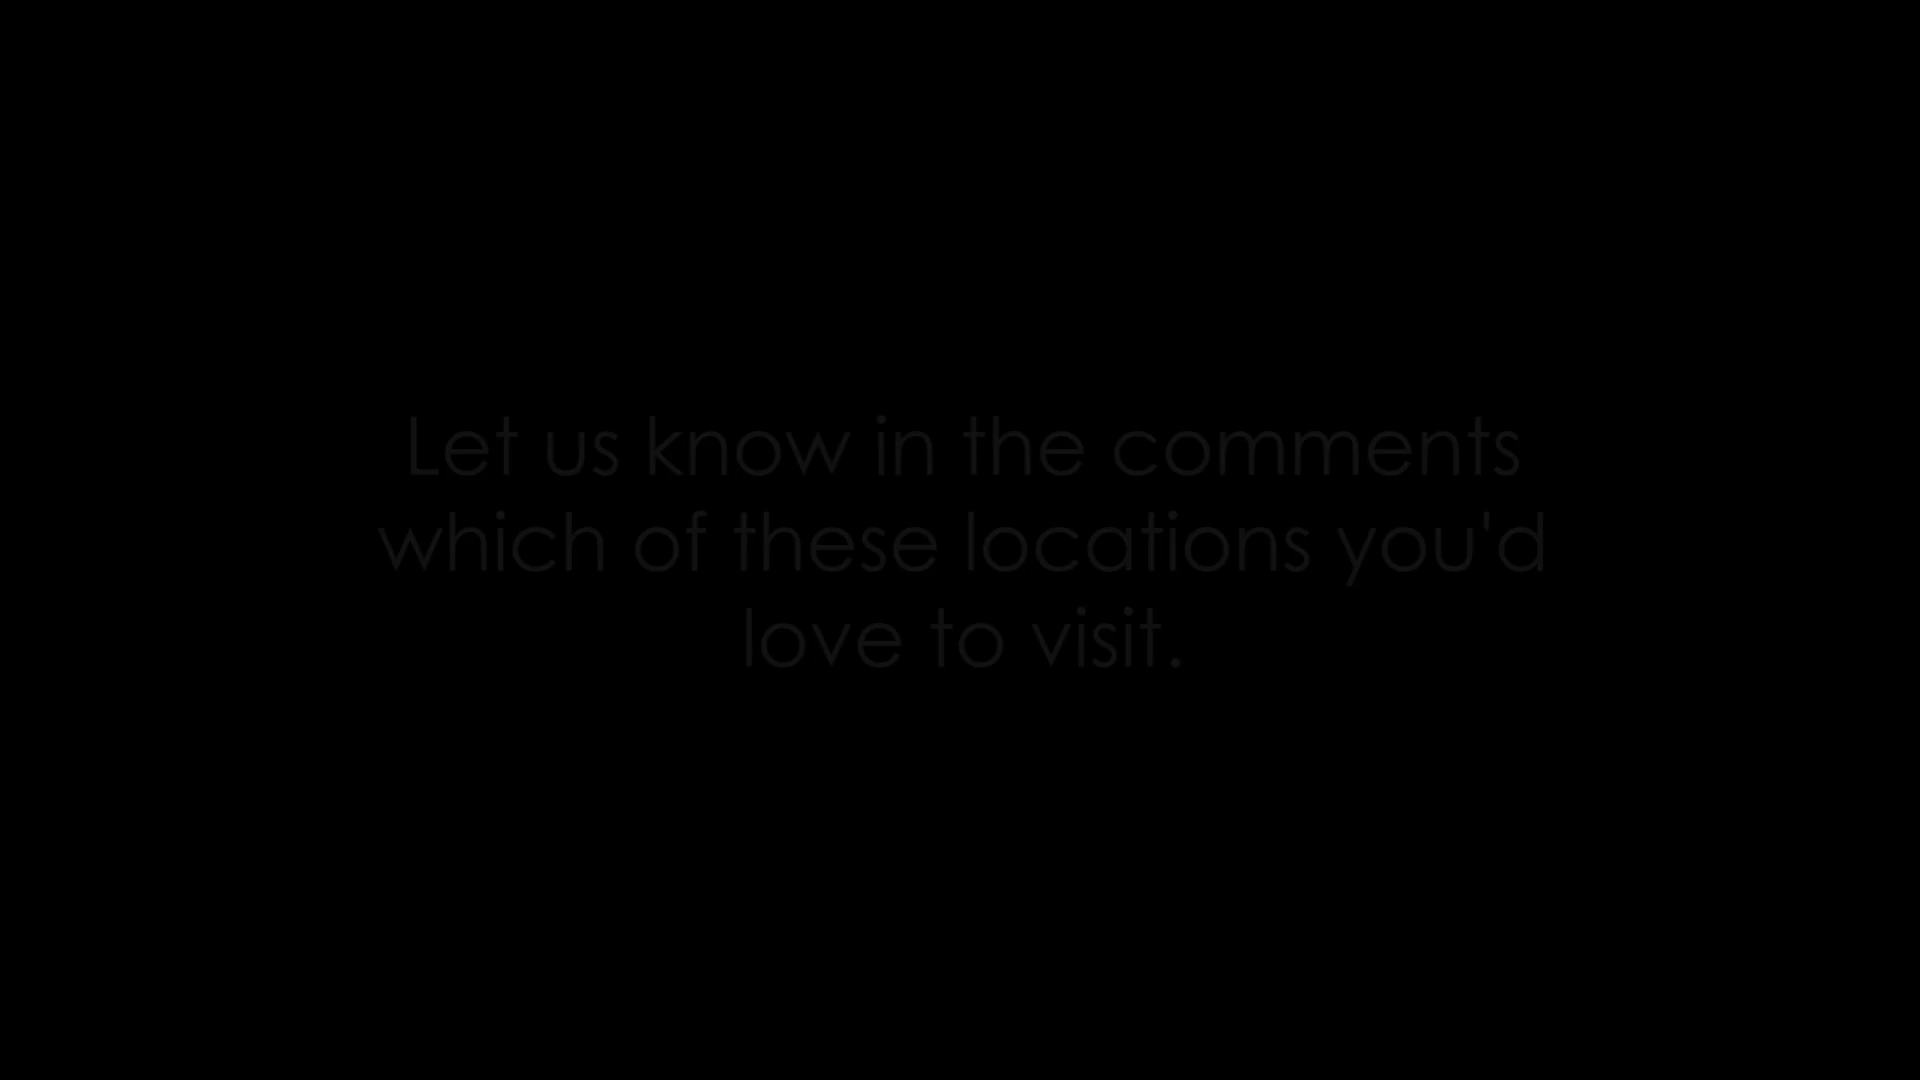 Let us know in the comments
which of these locations you'd
love to visit.